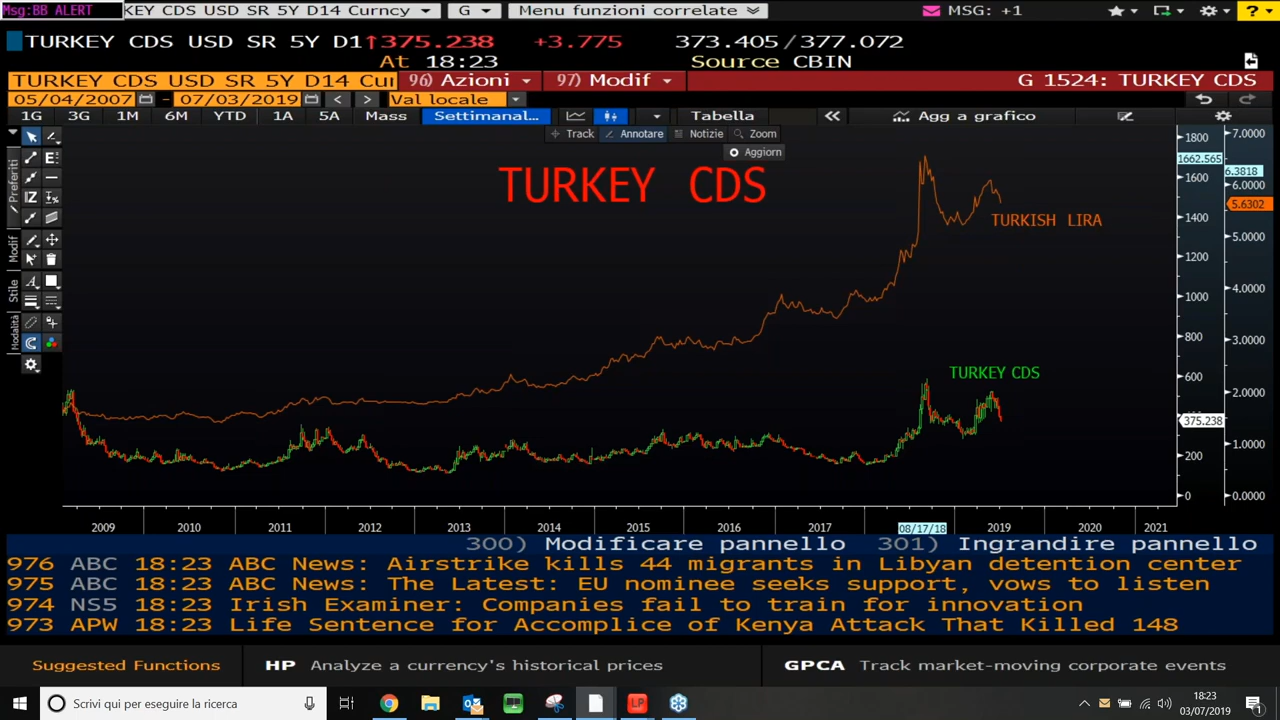 Msg:BB ALERT KEY CDS USD SR 5Y D14 Curncy G Menu funzioni correlate MSG: +1 ?
TURKEY CDS USD SR 5Y D1↑375.238 +3.775 373.405/377.072
At 18:23 Source CBIN
TURKEY CDS USD SR 5Y D14 Cur 96) Azioni 97) Modif G 1524: TURKEY CDS
05/04/2007 - 07/03/2019 < > Val locale
1G 3G 1M 6M YTD 1A 5A Mass Settimanal... Tabella « Agg a grafico
Track Annotare Notizie Zoom
Aggiorn
Preferiti
Modif
Stile
Modalità
TURKEY CDS
TURKISH LIRA
TURKEY CDS
1800
1662.565
1600
1400
1200
1000
800
600
375.238
200
0
7.0000
6.3818
6.0000
5.6302
5.0000
4.0000
3.0000
2.0000
1.0000
0.0000
2009 2010 2011 2012 2013 2014 2015 2016 2017 08/17/18 2019 2020 2021
300) Modificare pannello 301) Ingrandire pannello
976 ABC 18:23 ABC News: Airstrike kills 44 migrants in Libyan detention center
975 ABC 18:23 ABC News: The Latest: EU nominee seeks support, vows to listen
974 NS5 18:23 Irish Examiner: Companies fail to train for innovation
973 APW 18:23 Life Sentence for Accomplice of Kenya Attack That Killed 148
Suggested Functions HP Analyze a currency's historical prices GPCA Track market-moving corporate events
Scrivi qui per eseguire la ricerca LP 18:23
03/07/2019 1